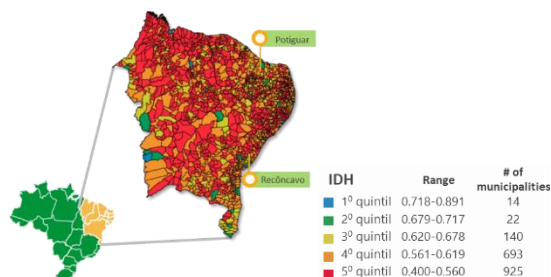 Potiguar
Recôncavo
IDH Range # of municipalities
1º quintil 0.718-0.891 14
2º quintil 0.679-0.717 22
3º quintil 0.620-0.678 140
4º quintil 0.561-0.619 693
5º quintil 0.400-0.560 925